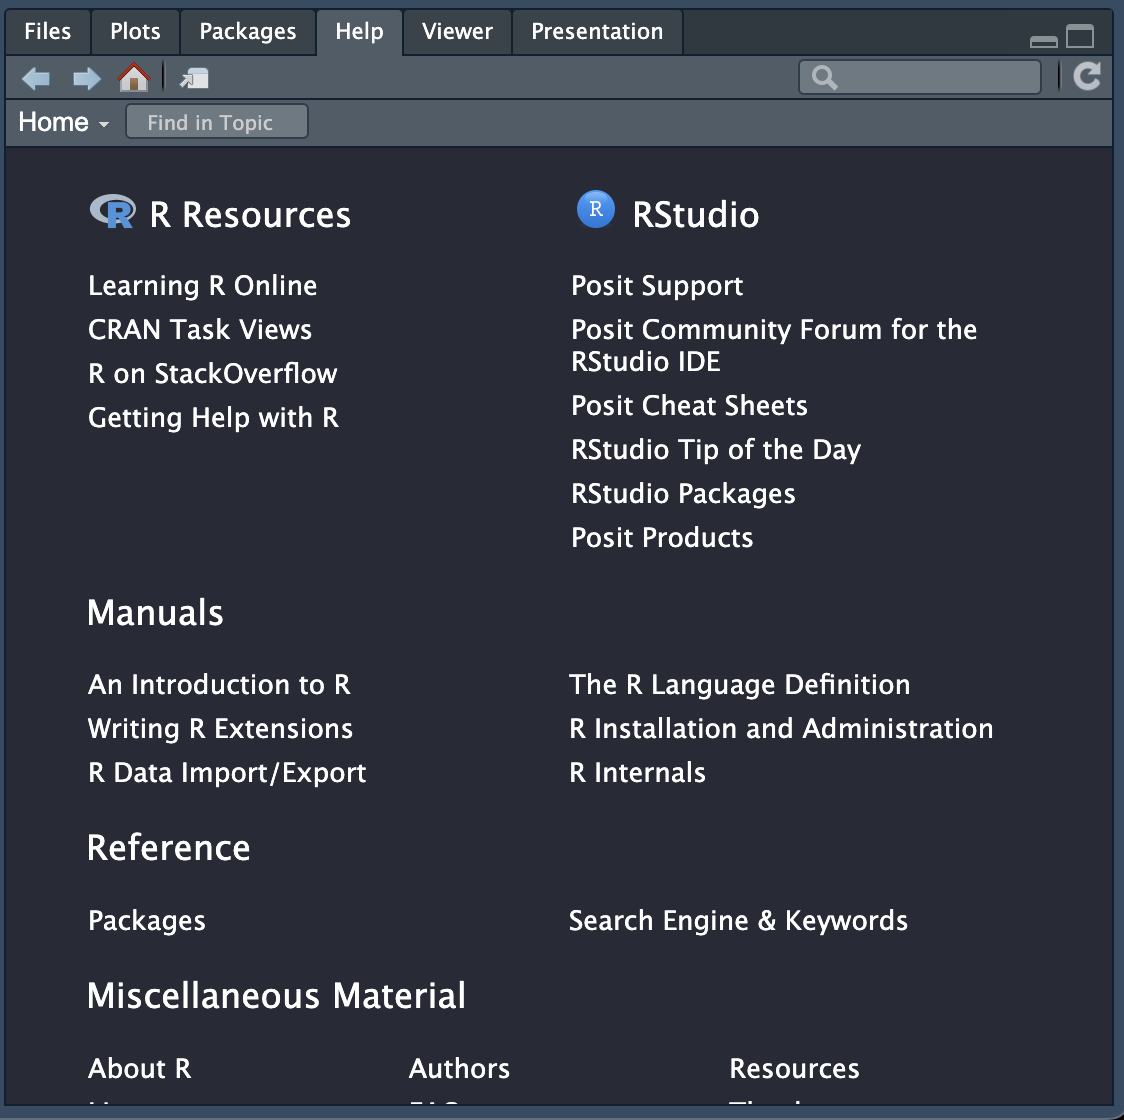 Files Plots Packages Help Viewer Presentation
Home Find in Topic
R Resources
Learning R Online
CRAN Task Views
R on StackOverflow
Getting Help with R
R RStudio
Posit Support
Posit Community Forum for the
RStudio IDE
Posit Cheat Sheets
RStudio Tip of the Day
RStudio Packages
Posit Products
Manuals
An Introduction to R
Writing R Extensions
R Data Import/Export
The R Language Definition
R Installation and Administration
R Internals
Reference
Packages
Search Engine & Keywords
Miscellaneous Material
About R Authors Resources